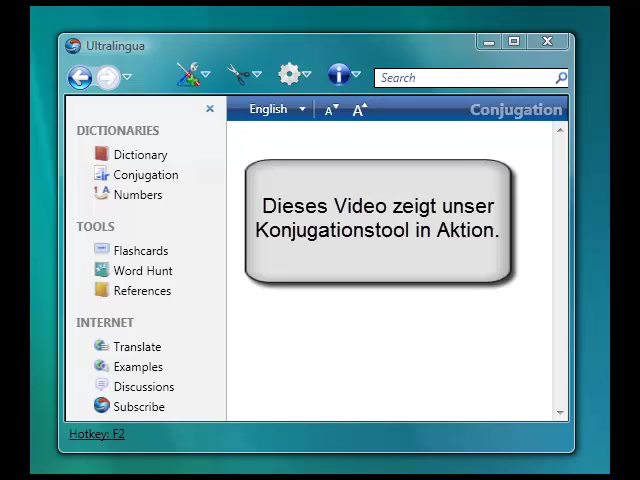 Ultralingua
Search
English
A A
Conjugation
DICTIONARIES
Dictionary
Conjugation
Numbers
TOOLS
Flashcards
Word Hunt
References
INTERNET
Translate
Examples
Discussions
Subscribe
Hotkey: F2
Dieses Video zeigt unser
Konjugationstool in Aktion.